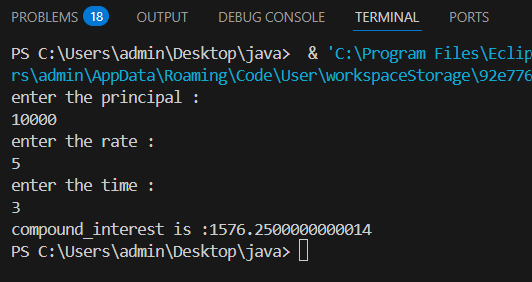 PROBLEMS 18 OUTPUT DEBUG CONSOLE TERMINAL PORTS
PS C:\Users\admin\Desktop\java>  & 'C:\Program Files\Eclip
rs\admin\AppData\Roaming\Code\User\workspaceStorage\92e776
enter the principal :
10000
enter the rate :
5
enter the time :
3
compound_interest is :1576.2500000000014
PS C:\Users\admin\Desktop\java>